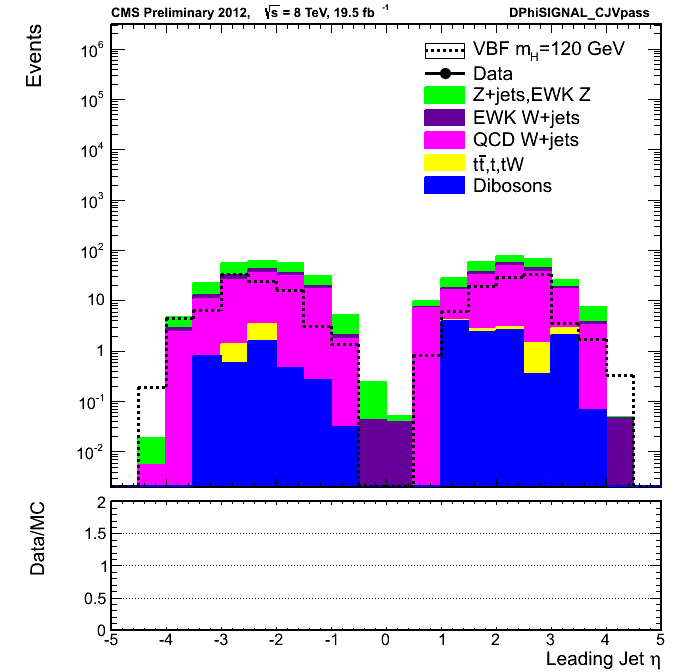 CMS Preliminary 2012, √s = 8 TeV, 19.5 fb⁻¹ DPhiSIGNAL_CJVpass
Events
10⁶
10⁵
10⁴
10³
10²
10
1
10⁻¹
10⁻²
VBF m_H=120 GeV
Data
Z+jets,EWK Z
EWK W+jets
QCD W+jets
tt̄,t,tW
Dibosons
Data/MC
2
1.5
1
0.5
0
-5 -4 -3 -2 -1 0 1 2 3 4 5
Leading Jet η